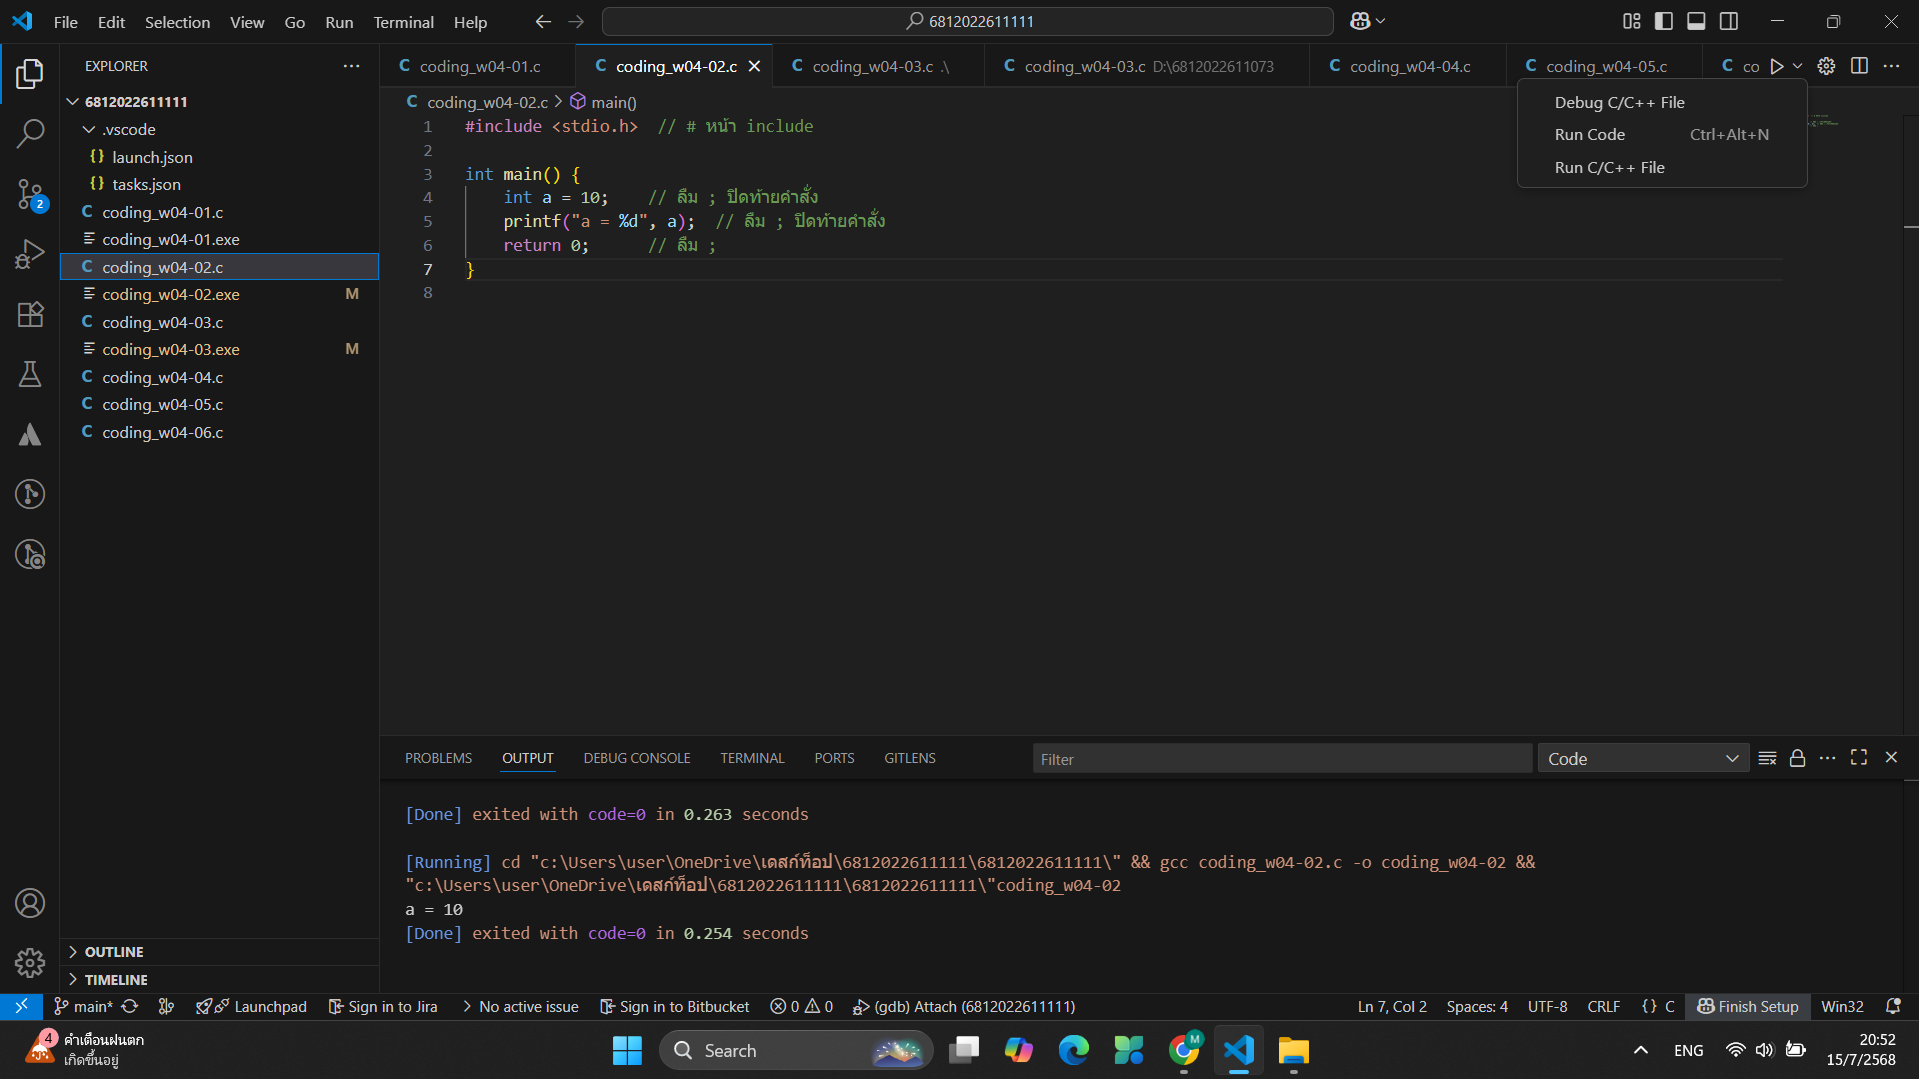 File Edit Selection View Go Run Terminal Help
6812022611111
EXPLORER
6812022611111
.vscode
launch.json
tasks.json
coding_w04-01.c
coding_w04-01.exe
coding_w04-02.c
coding_w04-02.exe M
coding_w04-03.c
coding_w04-03.exe M
coding_w04-04.c
coding_w04-05.c
coding_w04-06.c
OUTLINE
TIMELINE
2
coding_w04-01.c coding_w04-02.c coding_w04-03.c .\ coding_w04-03.c D:\6812022611073 coding_w04-04.c coding_w04-05.c co
coding_w04-02.c > main()
Debug C/C++ File
Run Code Ctrl+Alt+N
Run C/C++ File
1 #include <stdio.h>  // # หน้า include
2
3 int main() {
4     int a = 10;    // ลืม ; ปิดท้ายคำสั่ง
5     printf("a = %d", a);  // ลืม ; ปิดท้ายคำสั่ง
6     return 0;      // ลืม ;
7 }
8
PROBLEMS OUTPUT DEBUG CONSOLE TERMINAL PORTS GITLENS
Filter
Code
[Done] exited with code=0 in 0.263 seconds
[Running] cd "c:\Users\user\OneDrive\เดสก์ท็อป\6812022611111\6812022611111\" && gcc coding_w04-02.c -o coding_w04-02 &&
"c:\Users\user\OneDrive\เดสก์ท็อป\6812022611111\6812022611111\"coding_w04-02
a = 10
[Done] exited with code=0 in 0.254 seconds
main* Launchpad Sign in to Jira No active issue Sign in to Bitbucket 0 0 (gdb) Attach (6812022611111) Ln 7, Col 2 Spaces: 4 UTF-8 CRLF {} C Finish Setup Win32
4
คำเตือนฝนตก
เกิดขึ้นอยู่
Search
M
ENG
20:52
15/7/2568